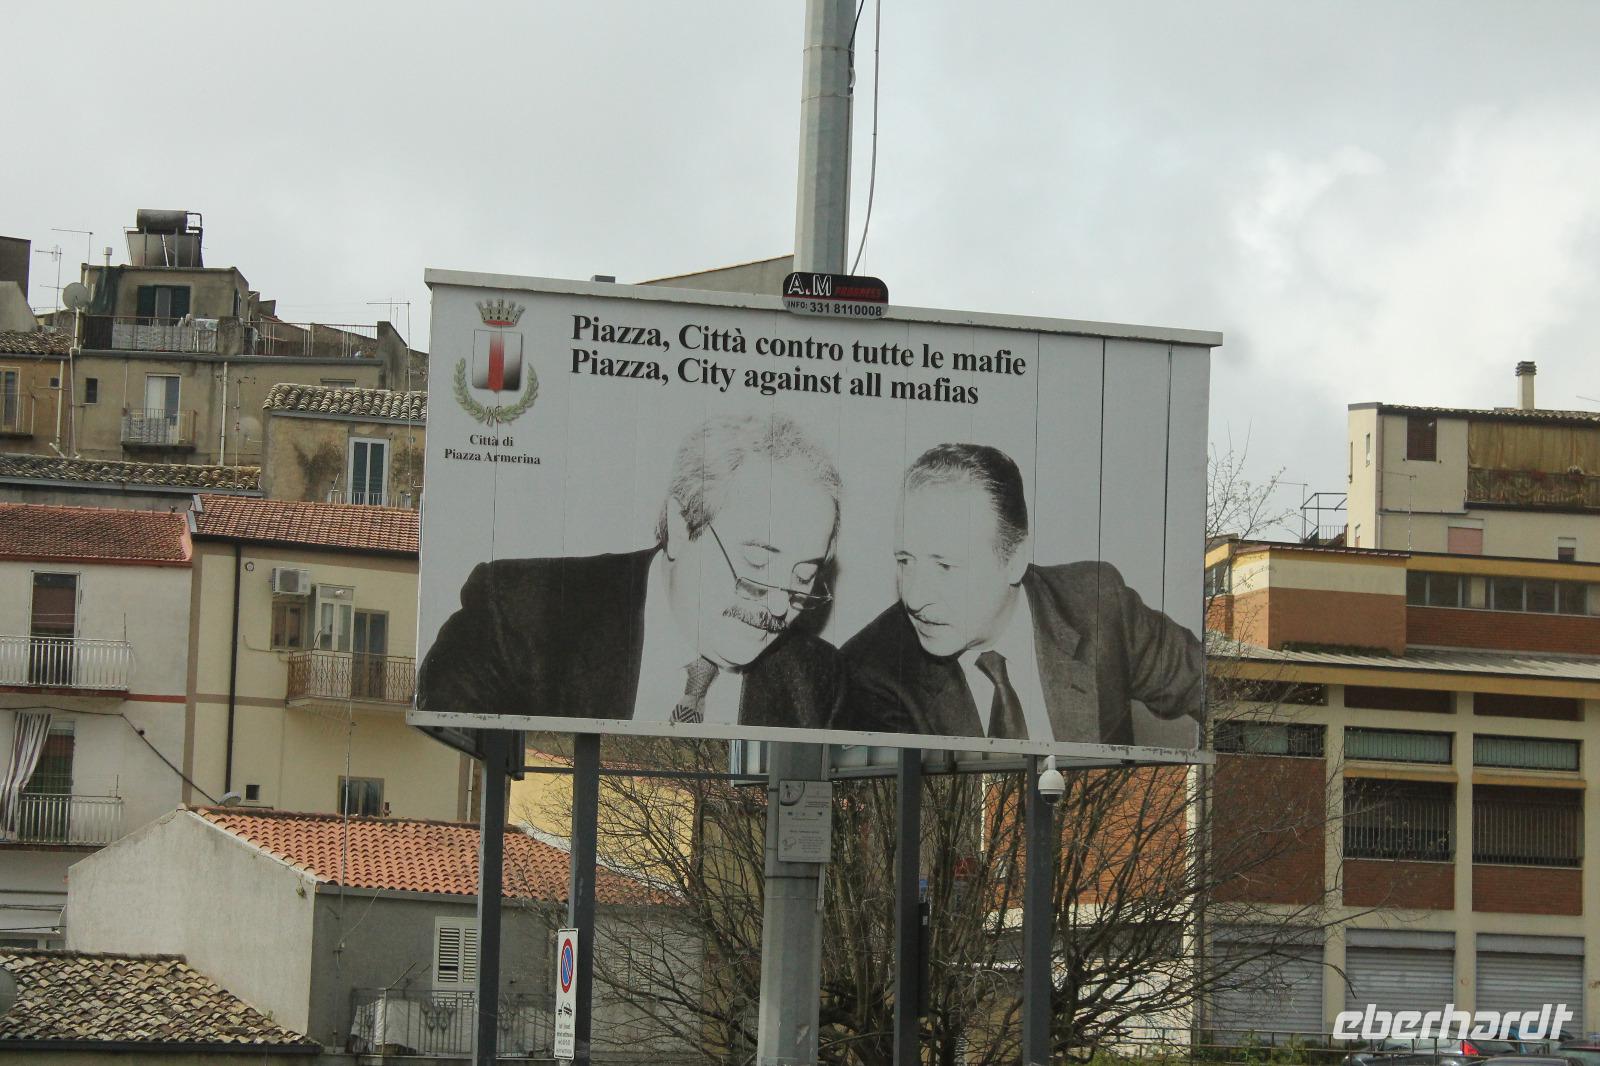 A.M PROGRESS
INFO: 331 8110008
Piazza, Città contro tutte le mafie
Piazza, City against all mafias
Città di
Piazza Armerina
eberhardt